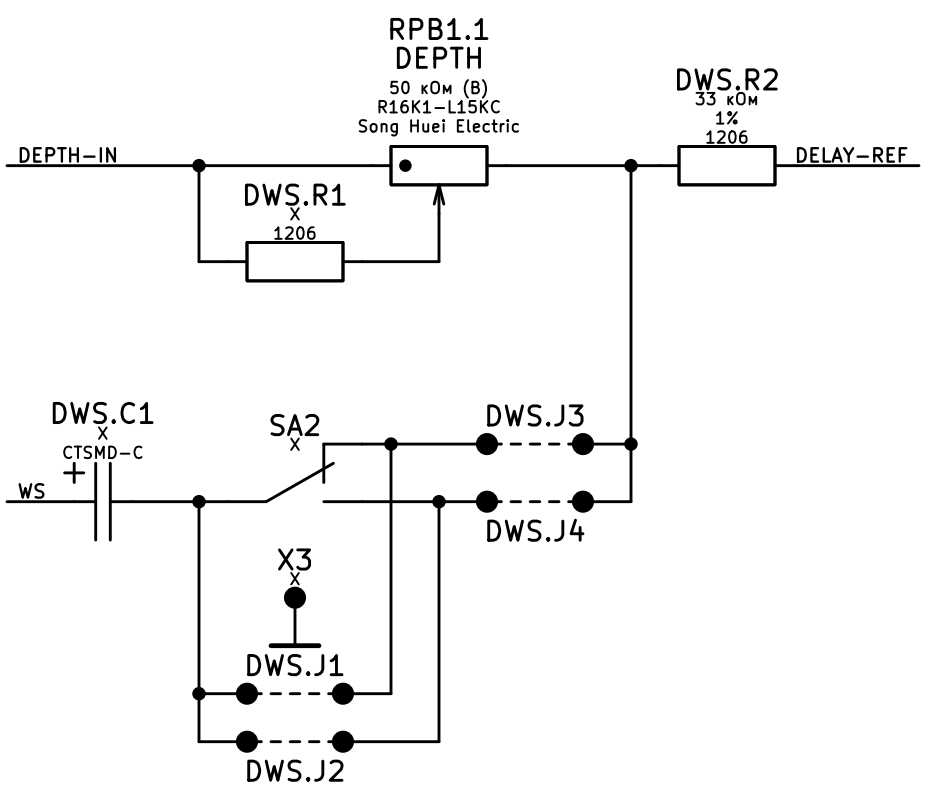 RPB1.1
DEPTH
50 кОм (B)
R16K1-L15KC
Song Huei Electric
DWS.R2
33 кОм
1%
1206
DEPTH-IN
DELAY-REF
DWS.R1
X
1206
DWS.C1
X
CTSMD-C
+
WS
SA2
X
DWS.J3
DWS.J4
X3
X
DWS.J1
DWS.J2